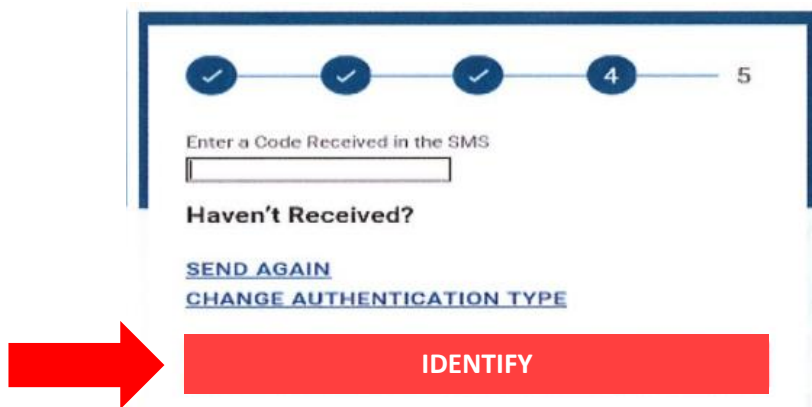 4 5
Enter a Code Received in the SMS
Haven't Received?
SEND AGAIN
CHANGE AUTHENTICATION TYPE
IDENTIFY